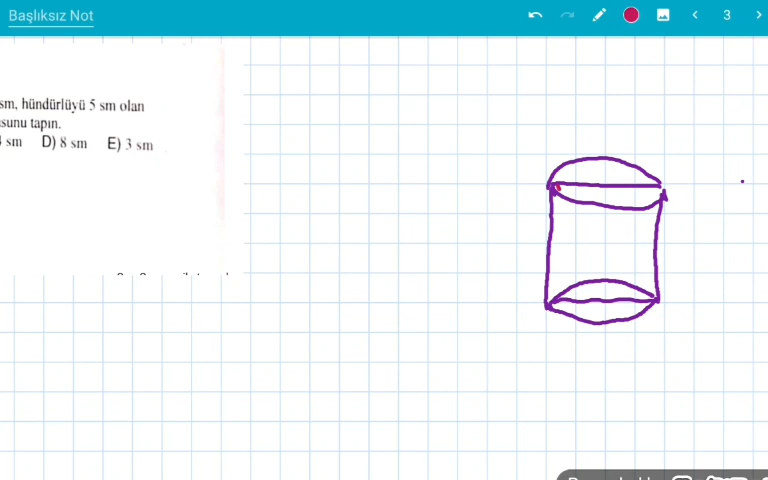 Başlıksız Not
3
sm, hündürlüyü 5 sm olan
sunu tapın.
sm D) 8 sm E) 3 sm